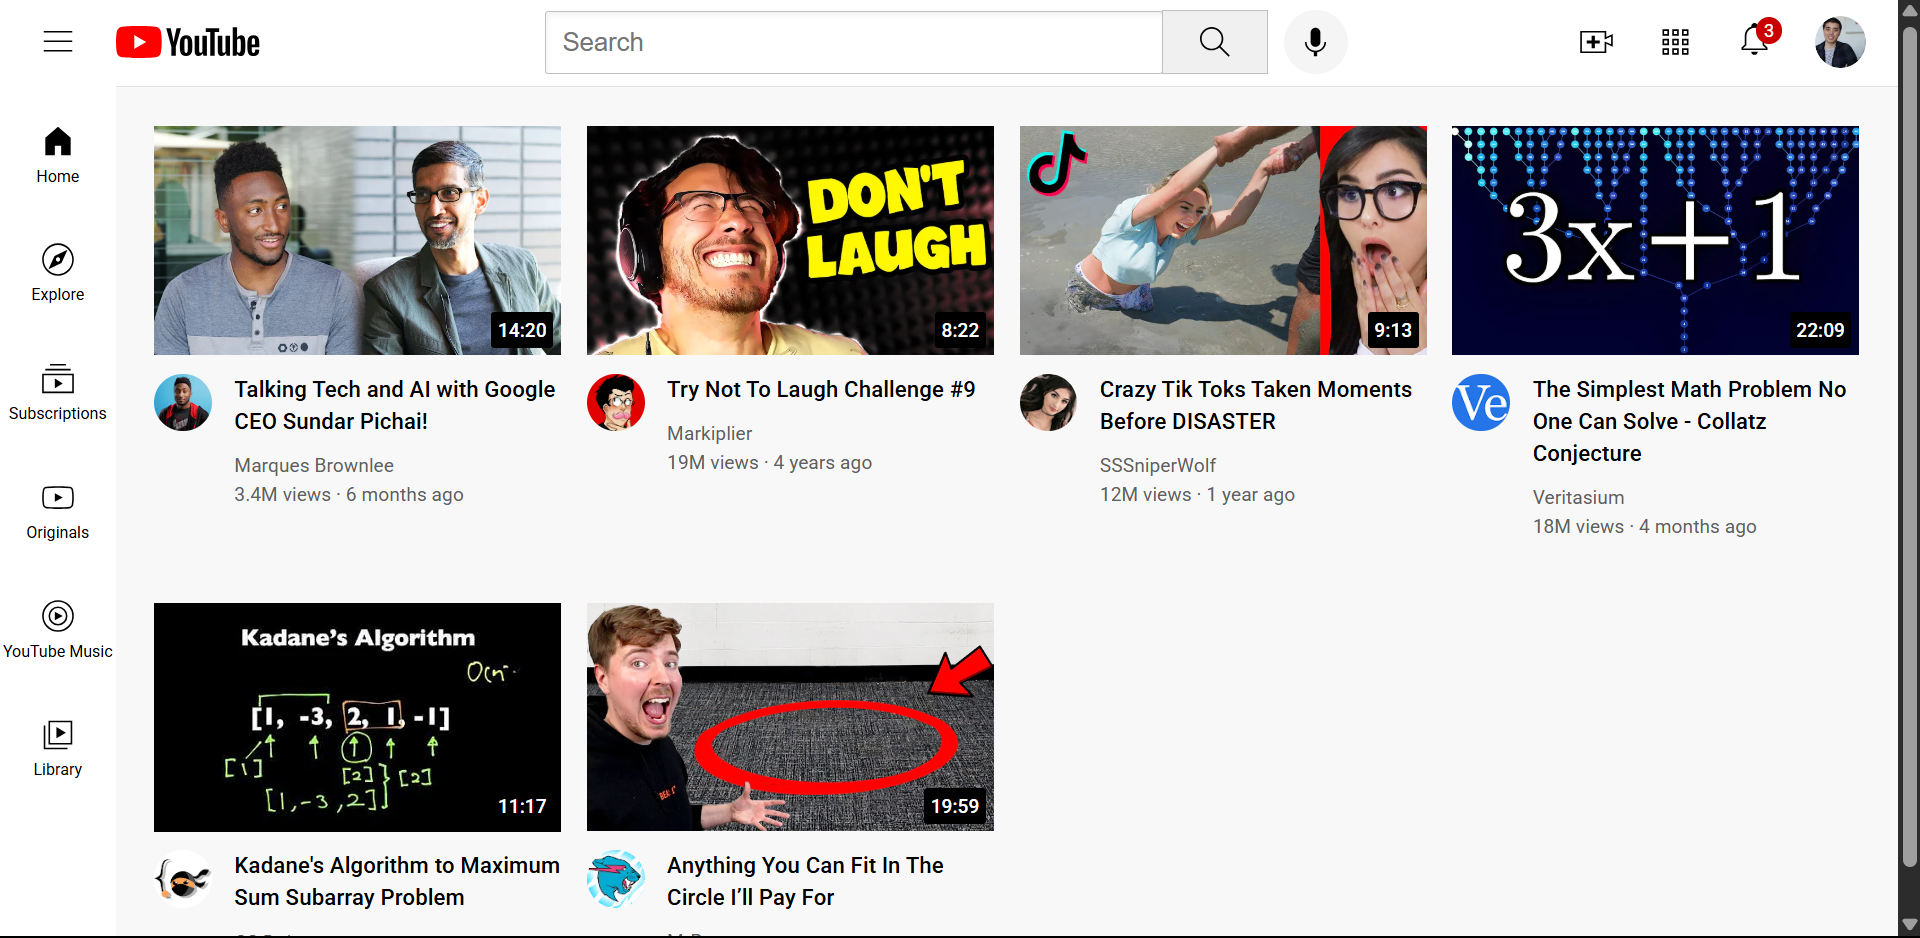 YouTube
Search
3
Home
Explore
Subscriptions
Originals
YouTube Music
Library
DON'T
LAUGH
3x+1
14:20
8:22
9:13
22:09
Talking Tech and AI with Google
CEO Sundar Pichai!
Marques Brownlee
3.4M views · 6 months ago
Try Not To Laugh Challenge #9
Markiplier
19M views · 4 years ago
Crazy Tik Toks Taken Moments
Before DISASTER
SSSniperWolf
12M views · 1 year ago
Ve
The Simplest Math Problem No
One Can Solve - Collatz
Conjecture
Veritasium
18M views · 4 months ago
Kadane's Algorithm
[1, -3, 2, 1, -1]
[1]
[2]
[2]
[1,-3,2]
11:17
19:59
Kadane's Algorithm to Maximum
Sum Subarray Problem
Anything You Can Fit In The
Circle I’ll Pay For